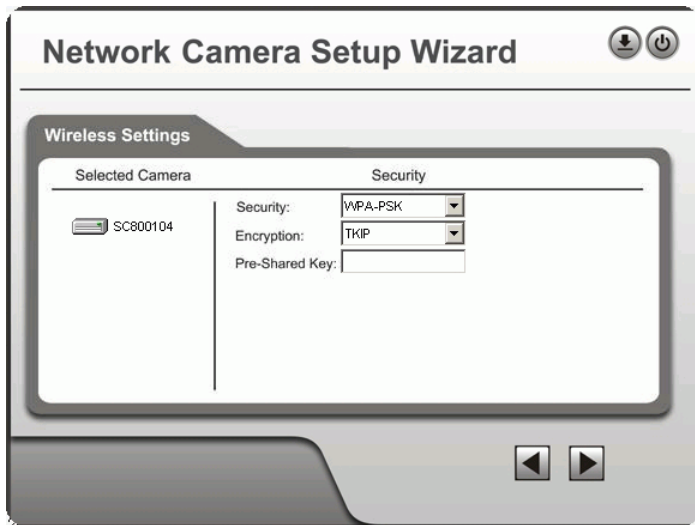 Network Camera Setup Wizard
Wireless Settings
Selected Camera
Security
SC800104
Security: WPA-PSK
Encryption: TKIP
Pre-Shared Key: